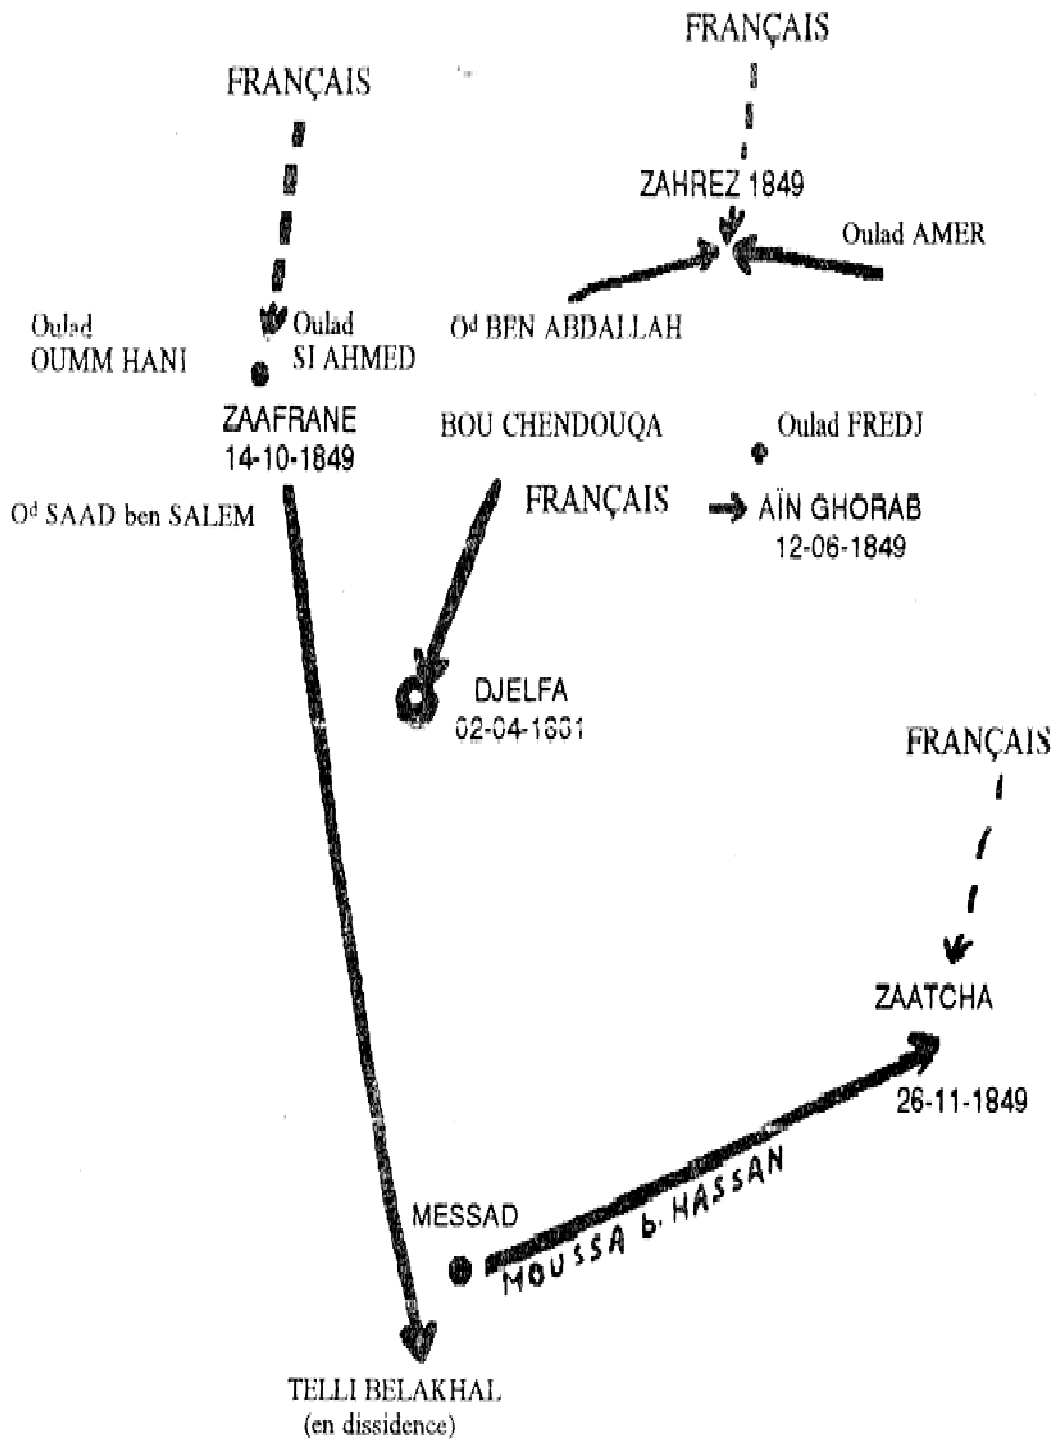 FRANÇAIS
FRANÇAIS
ZAHREZ 1849
Oulad AMER
Oulad
OUMM HANI
Oulad
SI AHMED
Od BEN ABDALLAH
ZAAFRANE
14-10-1849
BOU CHENDOUQA
Oulad FREDJ
Od SAAD ben SALEM
FRANÇAIS
AÏN GHORAB
12-06-1849
DJELFA
FRANÇAIS
ZAATCHA
26-11-1849
MESSAD
MOUSSA b. HASSAN
TELLI BELAKHAL
(en dissidence)